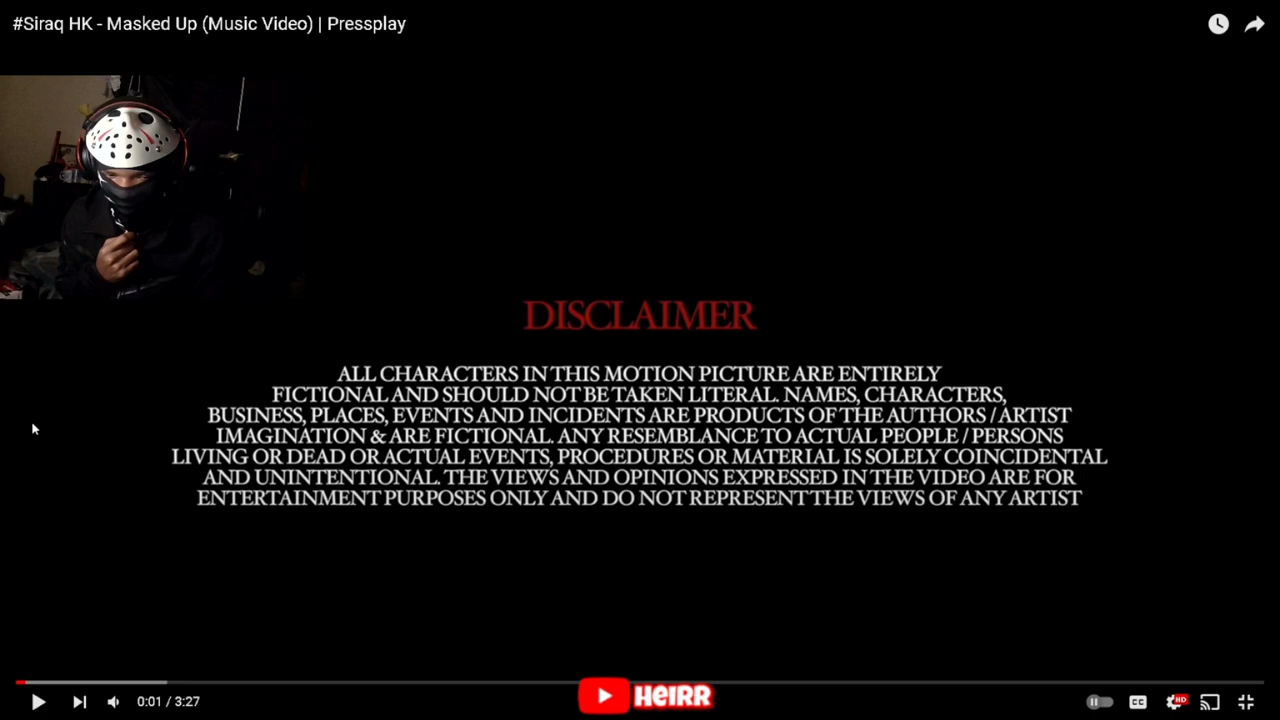 #Siraq HK - Masked Up (Music Video) | Pressplay
DISCLAIMER
ALL CHARACTERS IN THIS MOTION PICTURE ARE ENTIRELY
FICTIONAL AND SHOULD NOT BE TAKEN LITERAL. NAMES, CHARACTERS,
BUSINESS, PLACES, EVENTS AND INCIDENTS ARE PRODUCTS OF THE AUTHORS / ARTIST
IMAGINATION & ARE FICTIONAL. ANY RESEMBLANCE TO ACTUAL PEOPLE / PERSONS
LIVING OR DEAD OR ACTUAL EVENTS, PROCEDURES OR MATERIAL IS SOLELY COINCIDENTAL
AND UNINTENTIONAL. THE VIEWS AND OPINIONS EXPRESSED IN THE VIDEO ARE FOR
ENTERTAINMENT PURPOSES ONLY AND DO NOT REPRESENT THE VIEWS OF ANY ARTIST
0:01 / 3:27
HEIRR
CC
HD